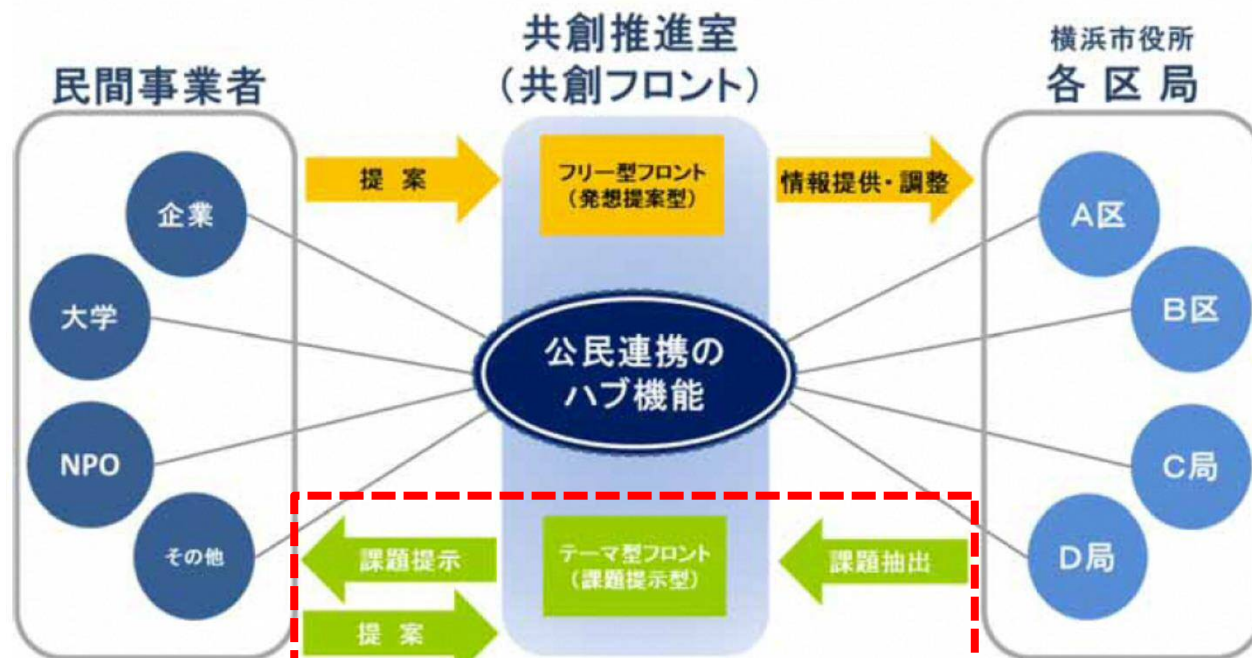 民間事業者
共創推進室
（共創フロント）
横浜市役所
各区局
企業
大学
NPO
その他
提案
フリー型フロント
（発想提案型）
情報提供・調整
公民連携の
ハブ機能
課題提示
テーマ型フロント
（課題提示型）
課題抽出
提案
A区
B区
C局
D局